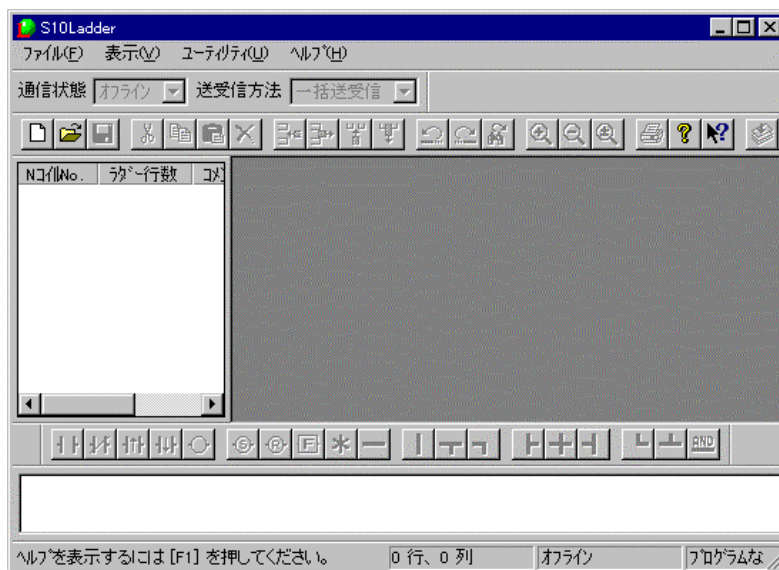 S10Ladder
ﾌｧｲﾙ(F) 表示(V) ﾕｰﾃｨﾘﾃｨ(U) ﾍﾙﾌﾟ(H)
通信状態 ｵﾌﾗｲﾝ 送受信方法 一括送受信
NｺｲﾙNo. ﾗﾀﾞｰ行数 ｺﾒ
S R F AND
ﾍﾙﾌﾟを表示するには [F1] を押してください。 0 行、0 列 ｵﾌﾗｲﾝ ﾌﾟﾛｸﾞﾗﾑな